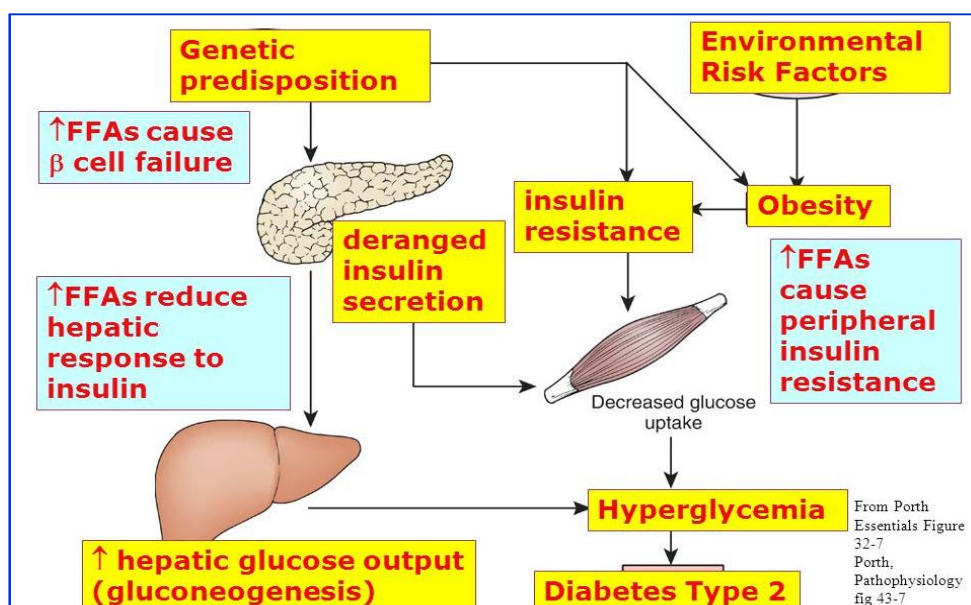 Genetic
predisposition
Environmental
Risk Factors
↑FFAs cause
β cell failure
insulin
resistance
Obesity
deranged
insulin
secretion
↑FFAs reduce
hepatic
response to
insulin
↑FFAs
cause
peripheral
insulin
resistance
Decreased glucose
uptake
Hyperglycemia
From Porth
Essentials Figure
32-7
Porth,
Pathophysiology
fig 43-7
↑ hepatic glucose output
(gluconeogenesis)
Diabetes Type 2